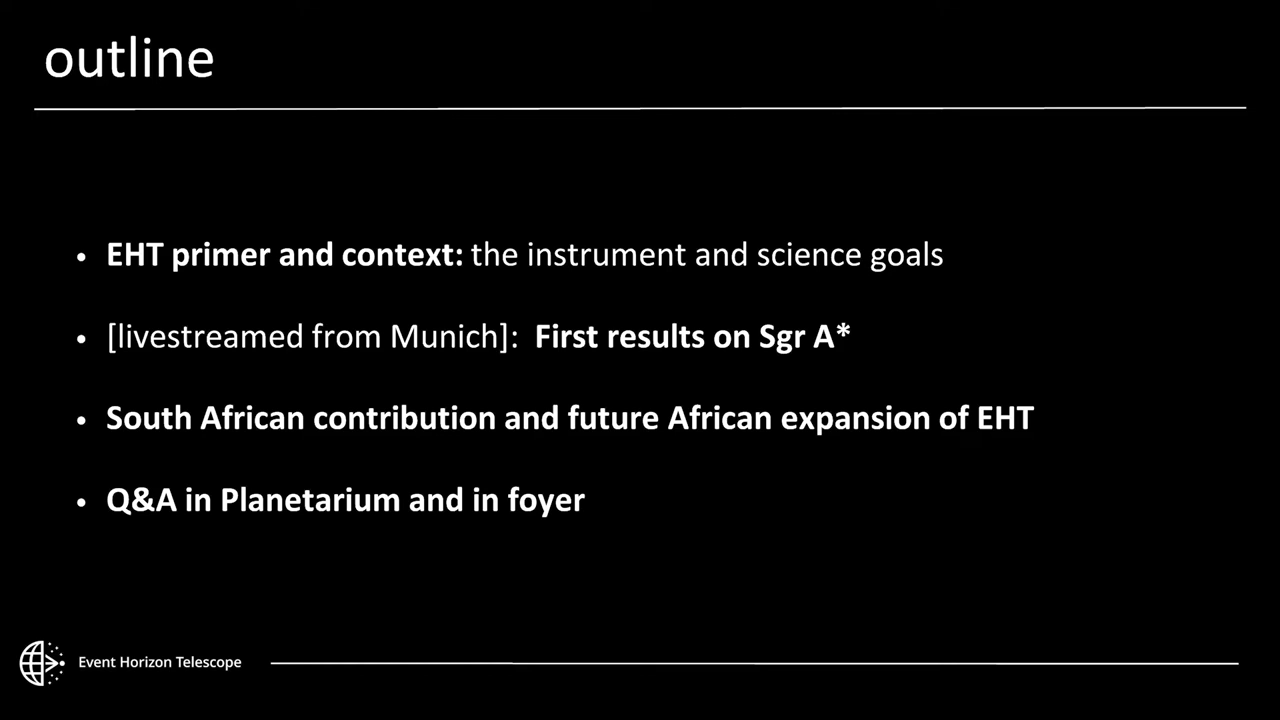 outline
• EHT primer and context: the instrument and science goals
• [livestreamed from Munich]: First results on Sgr A*
• South African contribution and future African expansion of EHT
• Q&A in Planetarium and in foyer
Event Horizon Telescope